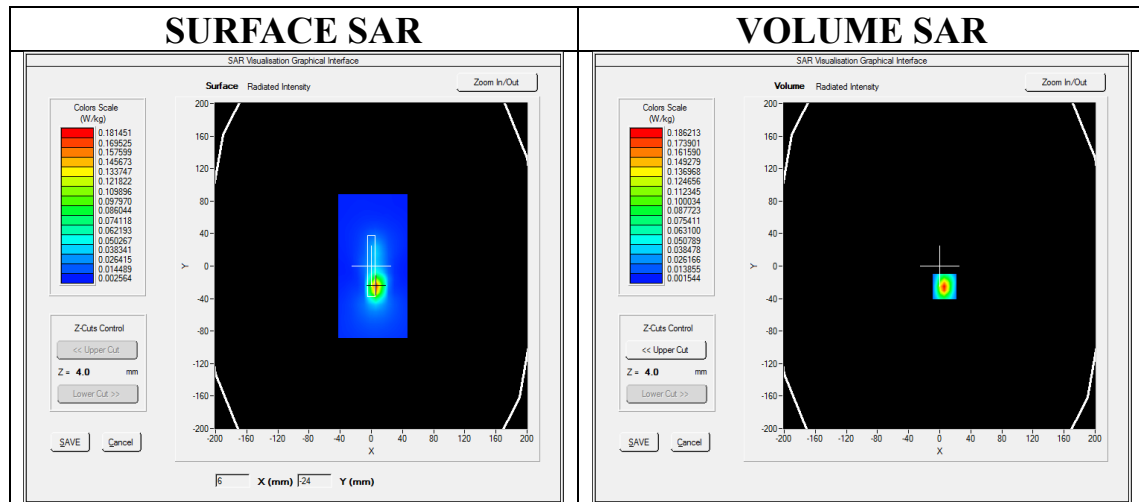 SURFACE SAR
SAR Visualisation Graphical Interface
Surface Radiated Intensity
Zoom In/Out
Colors Scale
(W/kg)
0.181451
0.169525
0.157599
0.145673
0.133747
0.121822
0.109896
0.097970
0.086044
0.074118
0.062193
0.050267
0.038341
0.026415
0.014489
0.002564
Z-Cuts Control
<< Upper Cut
Z = 4.0 mm
Lower Cut >>
SAVE Cancel
Y
200
160
120
80
40
0
-40
-80
-120
-160
-200
-200 -160 -120 -80 -40 0 40 80 120 160 200
X
6 X (mm) -24 Y (mm)
VOLUME SAR
SAR Visualisation Graphical Interface
Volume Radiated Intensity
Zoom In/Out
Colors Scale
(W/kg)
0.186213
0.173901
0.161590
0.149279
0.136968
0.124656
0.112345
0.100034
0.087723
0.075411
0.063100
0.050789
0.038478
0.026166
0.013855
0.001544
Z-Cuts Control
<< Upper Cut
Z = 4.0 mm
Lower Cut >>
SAVE Cancel
Y
200
160
120
80
40
0
-40
-80
-120
-160
-200
-200 -160 -120 -80 -40 0 40 80 120 160 200
X